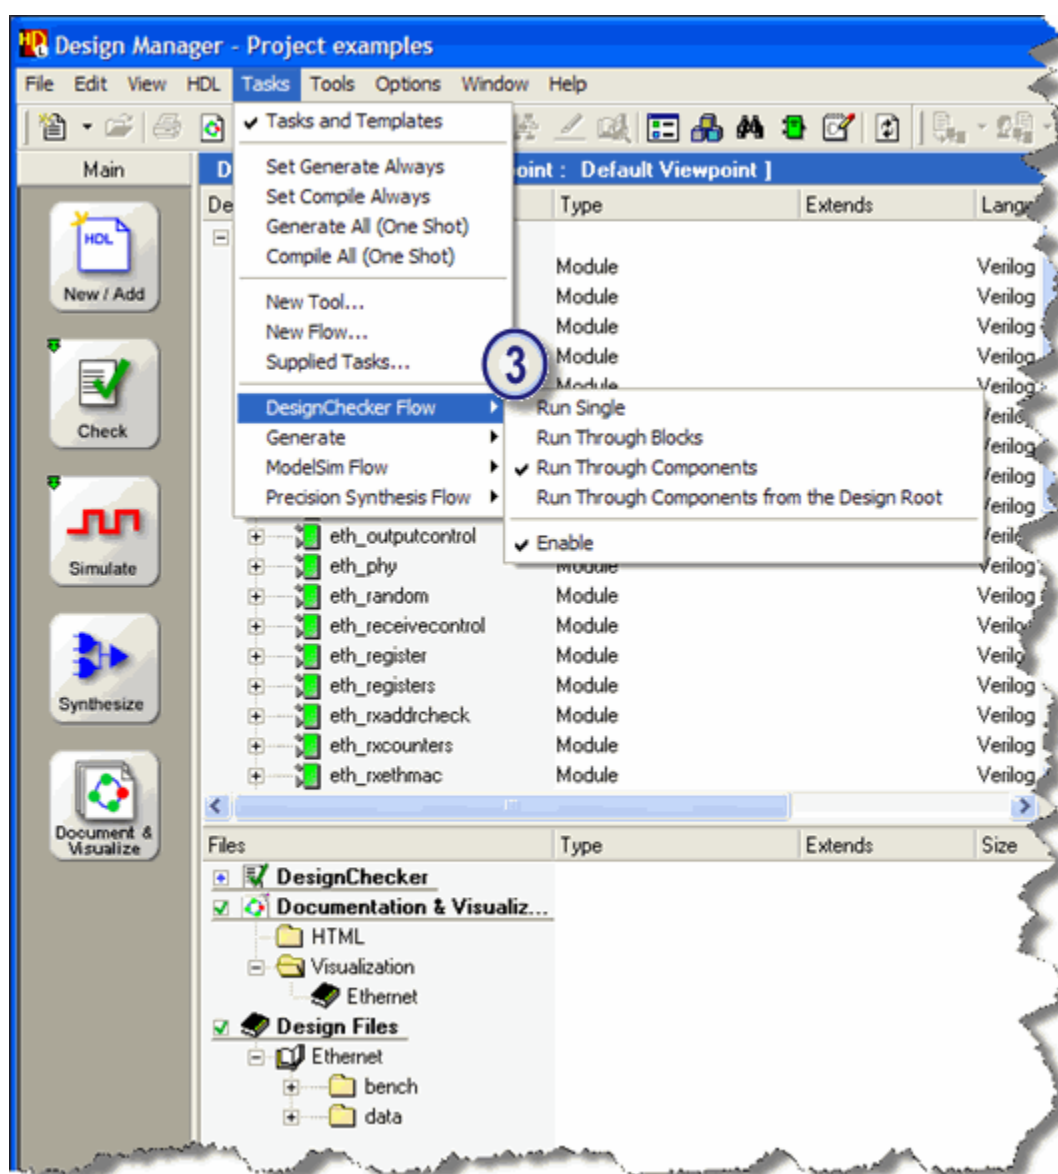 Design Manager - Project examples
File Edit View HDL Tasks Tools Options Window Help
Main
New / Add
Check
Simulate
Synthesize
Document &
Visualize
Tasks and Templates
Set Generate Always
Set Compile Always
Generate All (One Shot)
Compile All (One Shot)
New Tool...
New Flow...
Supplied Tasks...
DesignChecker Flow
Generate
ModelSim Flow
Precision Synthesis Flow
3
Run Single
Run Through Blocks
Run Through Components
Run Through Components from the Design Root
Enable
: Default Viewpoint ]
Type Extends
Module Verilog
Module Verilog
Module Verilog
Module Verilog
Module Verilog
eth_outputcontrol
eth_phy Module Verilog
eth_random Module Verilog
eth_receivecontrol Module
eth_register Module
eth_registers Module Verilog
eth_rxaddrcheck Module Verilog
eth_rxcounters Module Verilog
eth_rxethmac Module Verilog
Files Type Extends Size
DesignChecker
Documentation & Visualiz...
HTML
Visualization
Ethernet
Design Files
Ethernet
bench
data